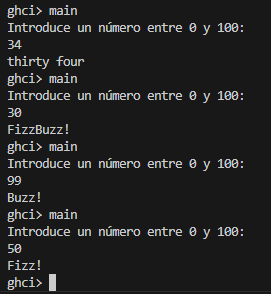 ghci> main
Introduce un número entre 0 y 100:
34
thirty four
ghci> main
Introduce un número entre 0 y 100:
30
FizzBuzz!
ghci> main
Introduce un número entre 0 y 100:
99
Buzz!
ghci> main
Introduce un número entre 0 y 100:
50
Fizz!
ghci>